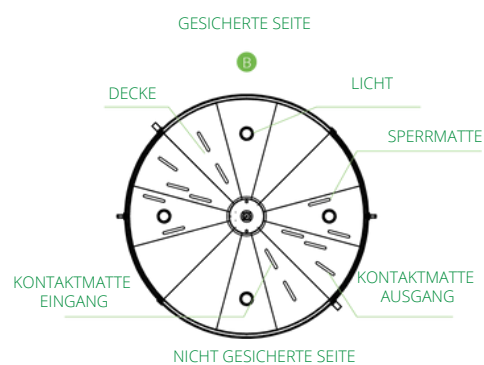 GESICHERTE SEITE
B
LICHT
DECKE
SPERRMATTE
KONTAKTMATTE
EINGANG
KONTAKTMATTE
AUSGANG
NICHT GESICHERTE SEITE